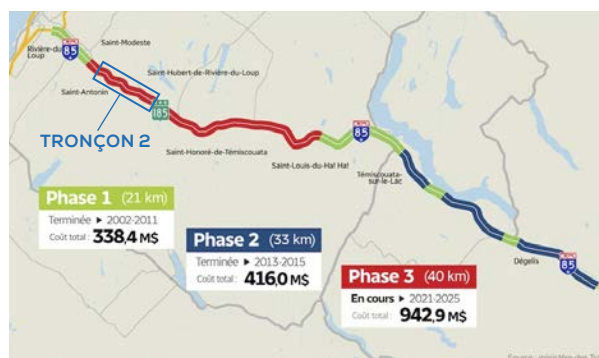 Rivière-du
Loup
85
Saint-Modeste
Saint-Hubert-de-Rivière-du-Loup
Saint-Antonin
185
TRONÇON 2
Saint-Honoré-de-Témiscouata
Saint-Louis-du-Ha! Ha!
85
Témiscouata-
sur-le-Lac
Dégelis
85
Phase 1 (21 km)
Terminée ▸ 2002-2011
Coût total : 338,4 M$
Phase 2 (33 km)
Terminée ▸ 2013-2015
Coût total : 416,0 M$
Phase 3 (40 km)
En cours ▸ 2021-2025
Coût total : 942,9 M$
Source : ministère des